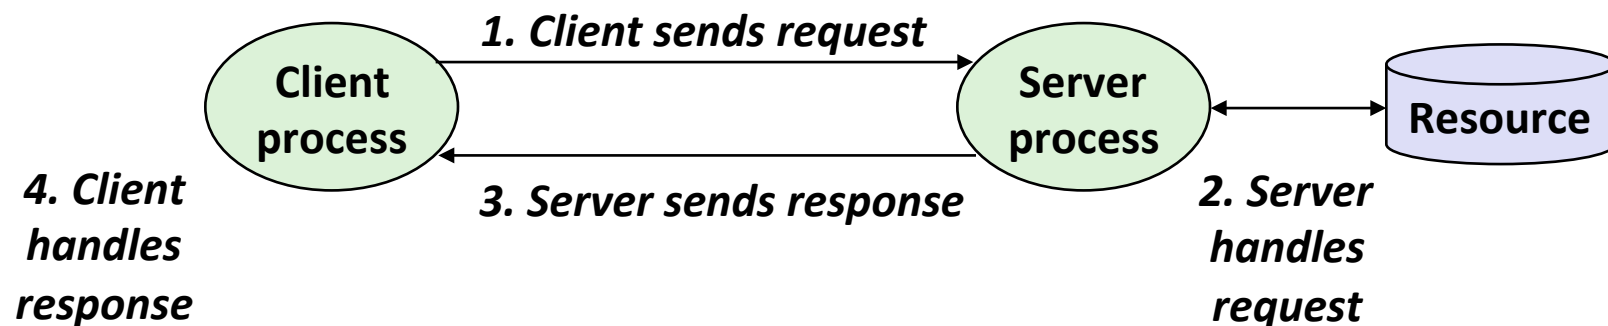 1. Client sends request
Client
process
Server
process
Resource
3. Server sends response
4. Client
handles
response
2. Server
handles
request